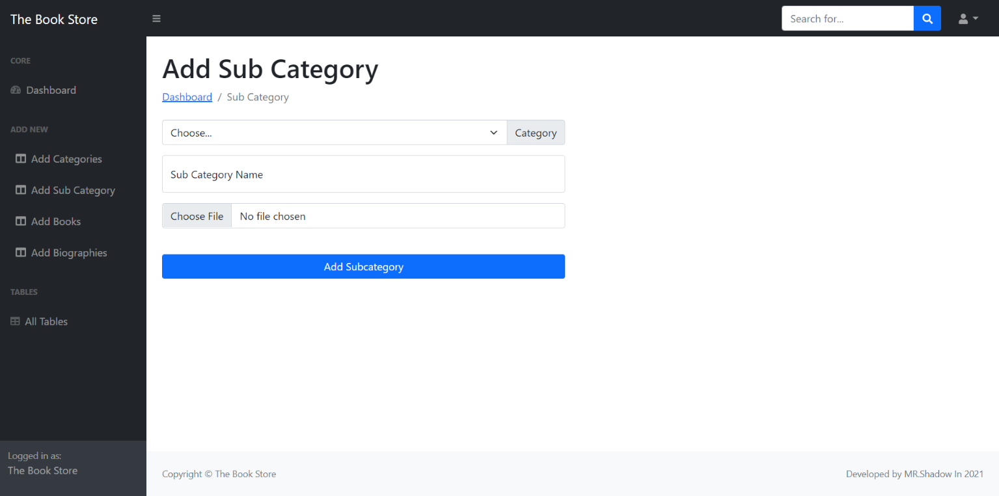 The Book Store
Search for...
CORE
Dashboard
ADD NEW
Add Categories
Add Sub Category
Add Books
Add Biographies
TABLES
All Tables
Logged in as:
The Book Store
Add Sub Category
Dashboard / Sub Category
Choose... Category
Sub Category Name
Choose File No file chosen
Add Subcategory
Copyright © The Book Store
Developed by MR.Shadow In 2021